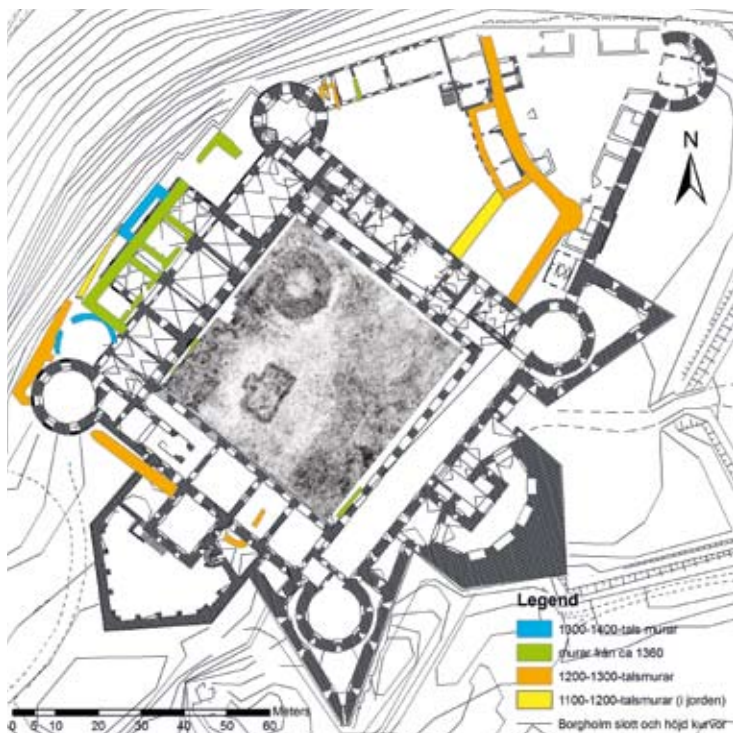 N
Legend
1300-1400-tals murar
murar från ca 1360
1200-1300-talsmurar
1100-1200-talsmurar (i jorden)
Borgholm slott och höjd kurvor
Meters
0 5 10 20 30 40 50 60